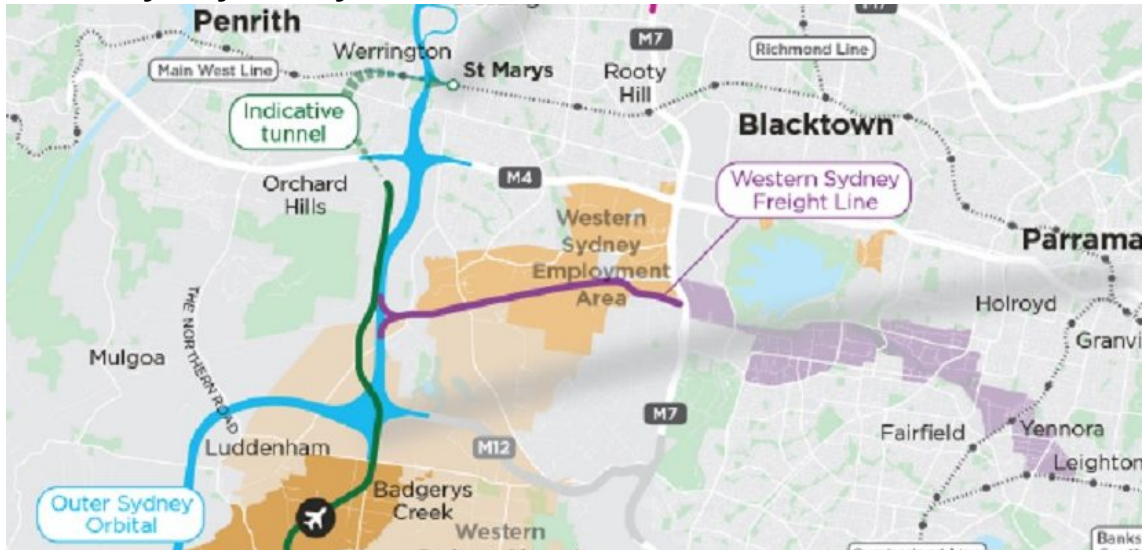 Penrith
Werrington
M7
M7
Richmond Line
Main West Line
St Marys
Rooty
Hill
Indicative
tunnel
Blacktown
Orchard
Hills
M4
Western Sydney
Freight Line
Western
Sydney
Employment
Area
Parrama
Holroyd
Granvi
THE NORTHERN ROAD
Mulgoa
M7
Fairfield
Yennora
Luddenham
M12
Leighton
Outer Sydney
Orbital
Badgerys
Creek
Western
Banks